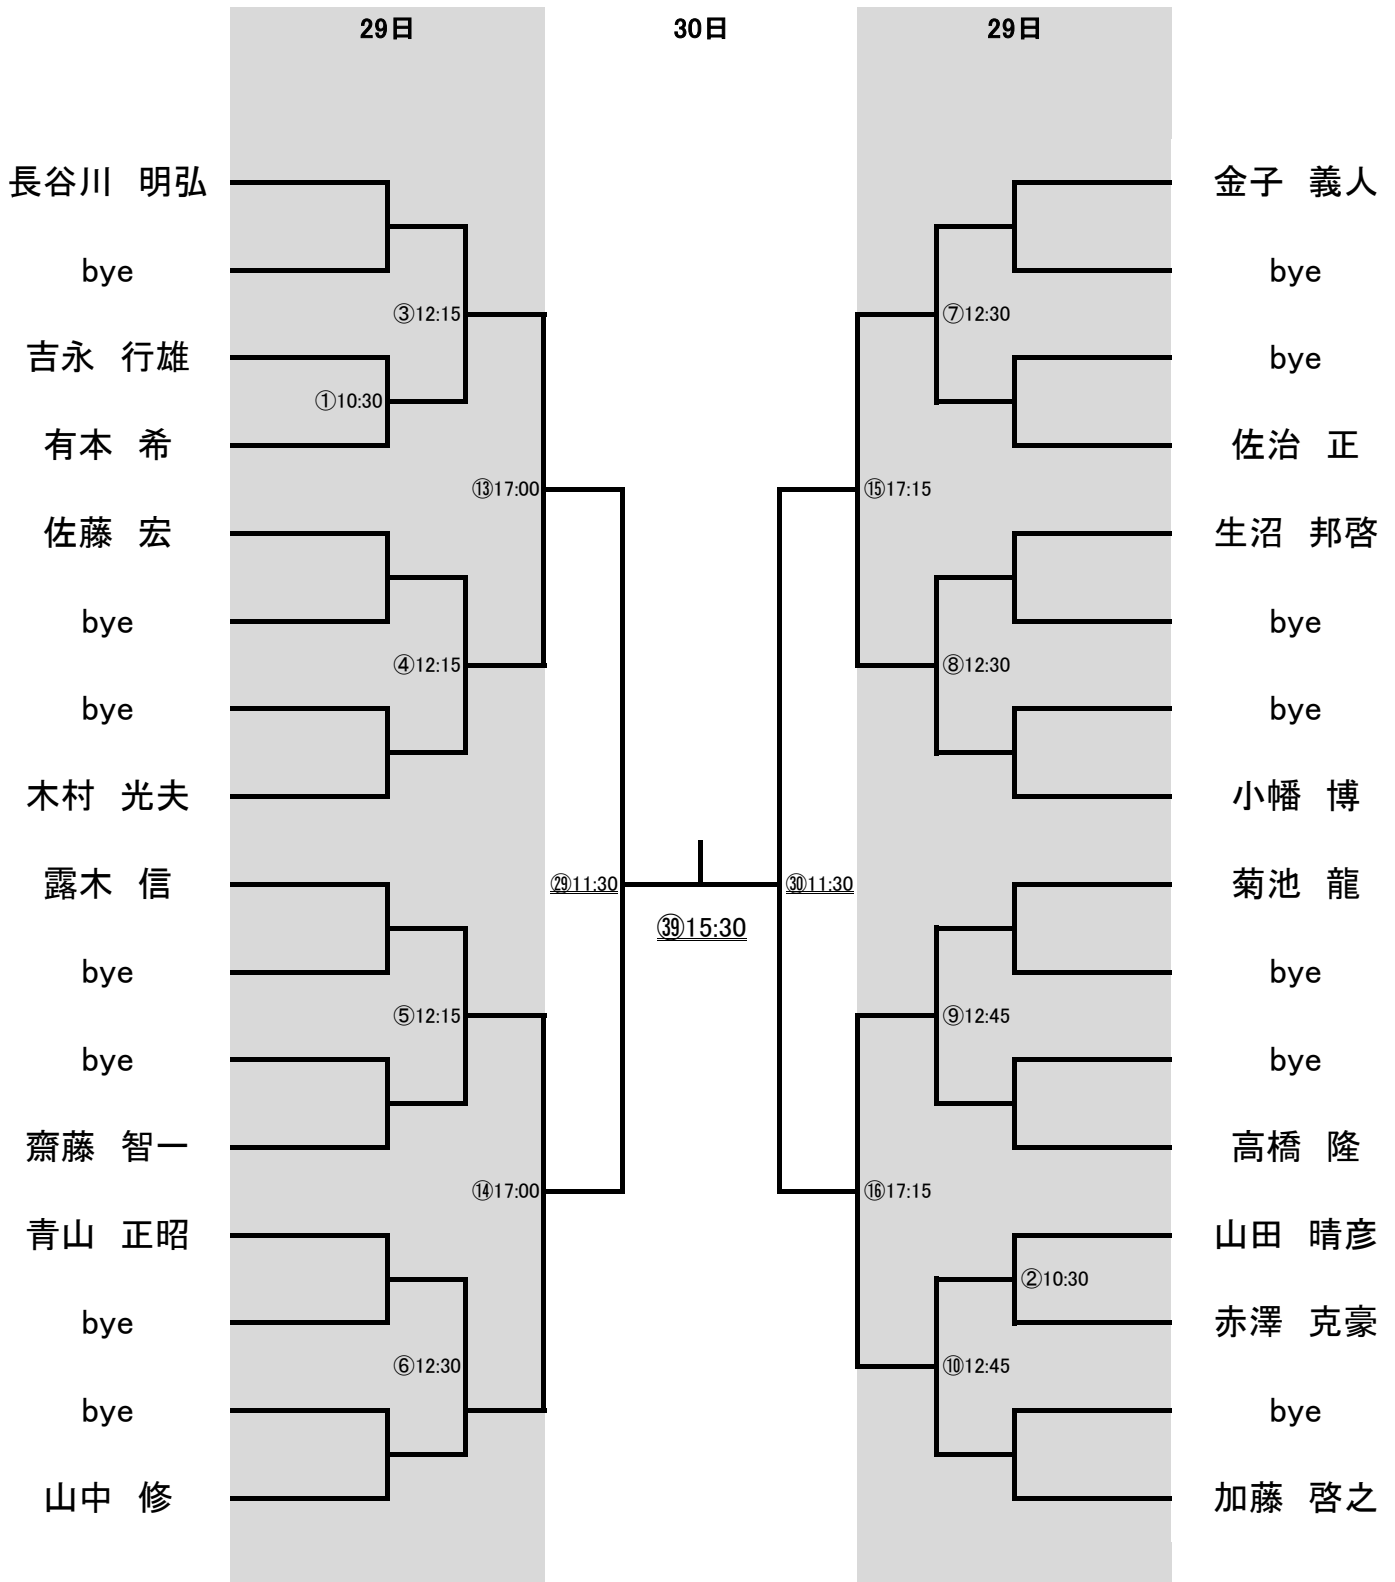 29日 30日 29日
長谷川 明弘 金子 義人
bye bye
③12:15 ⑦12:30
吉永 行雄 bye
①10:30
有本 希 佐治 正
⑬17:00 ⑮17:15
佐藤 宏 生沼 邦啓
bye bye
④12:15 ⑧12:30
bye bye
木村 光夫 小幡 博
露木 信 ㉙11:30 ㉚11:30 菊池 龍
㊴15:30
bye bye
⑤12:15 ⑨12:45
bye bye
齋藤 智一 高橋 隆
⑭17:00 ⑯17:15
青山 正昭 山田 晴彦
②10:30
bye 赤澤 克豪
⑥12:30 ⑩12:45
bye bye
山中 修 加藤 啓之